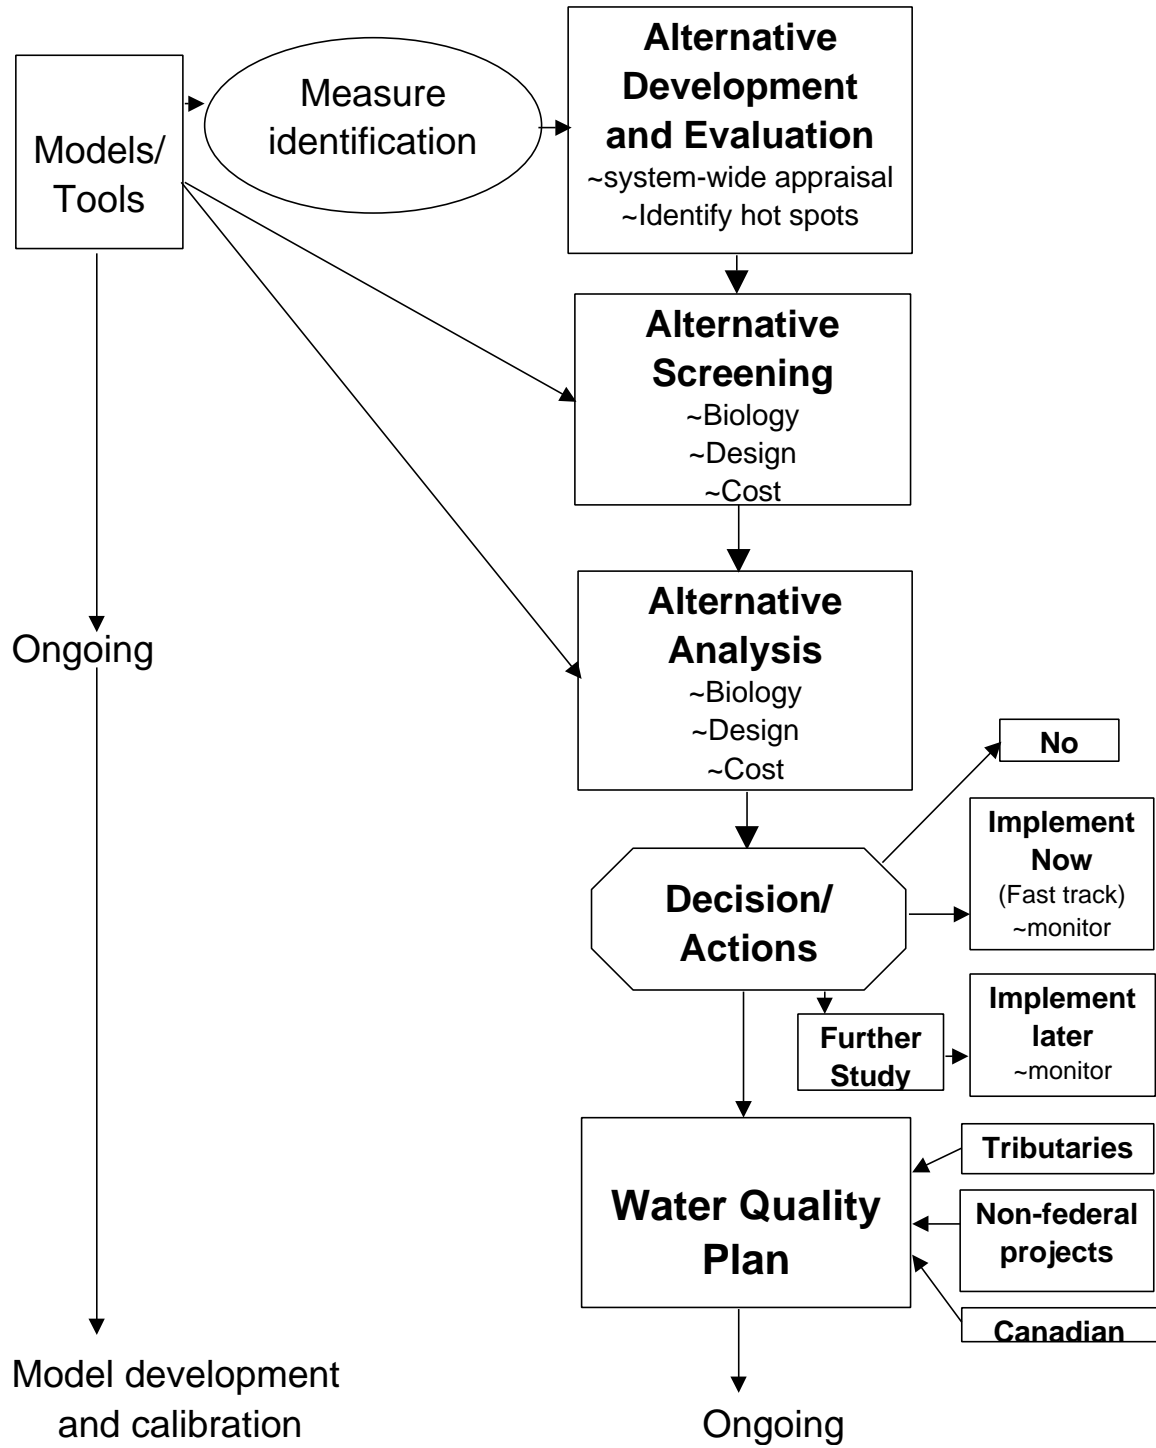 Models/
Tools
Measure
identification
Alternative
Development
and Evaluation
~system-wide appraisal
~Identify hot spots
Alternative
Screening
~Biology
~Design
~Cost
Alternative
Analysis
~Biology
~Design
~Cost
Ongoing
No
Implement
Now
(Fast track)
~monitor
Decision/
Actions
Further
Study
Implement
later
~monitor
Water Quality
Plan
Tributaries
Non-federal
projects
Canadian
Model development
and calibration
Ongoing